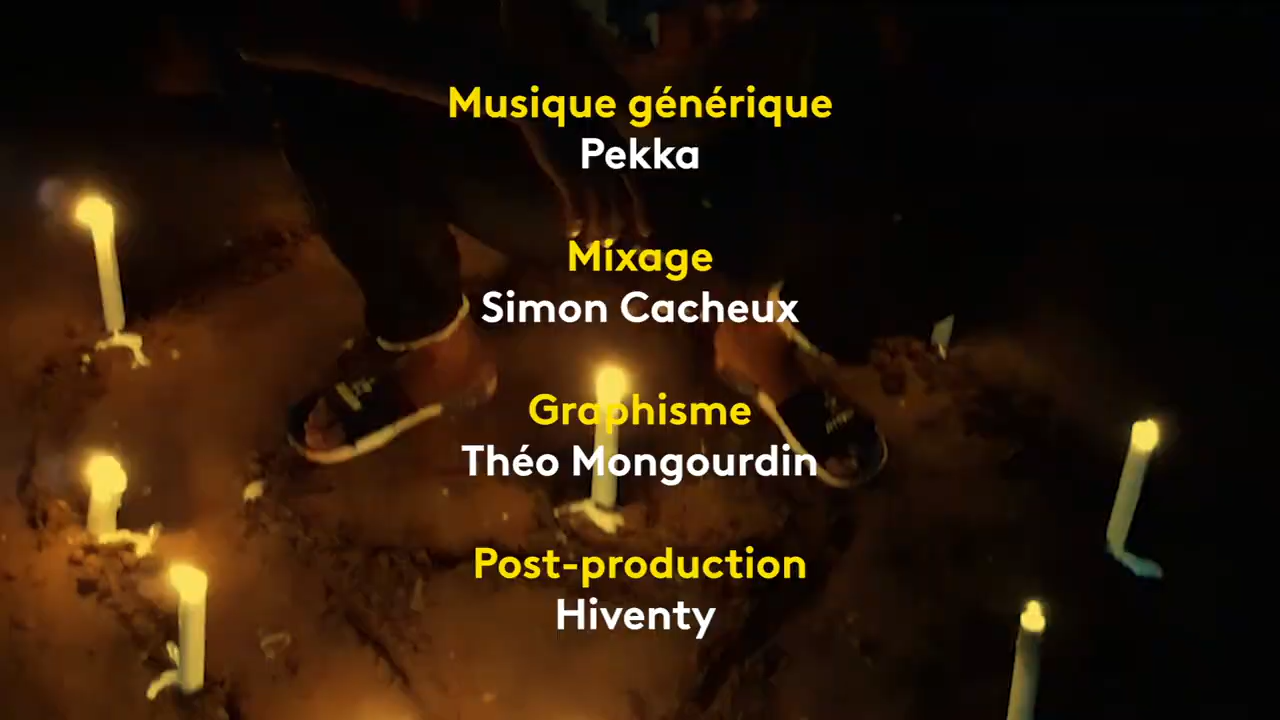 Musique générique
Pekka
Mixage
Simon Cacheux
Graphisme
Théo Mongourdin
Post-production
Hiventy